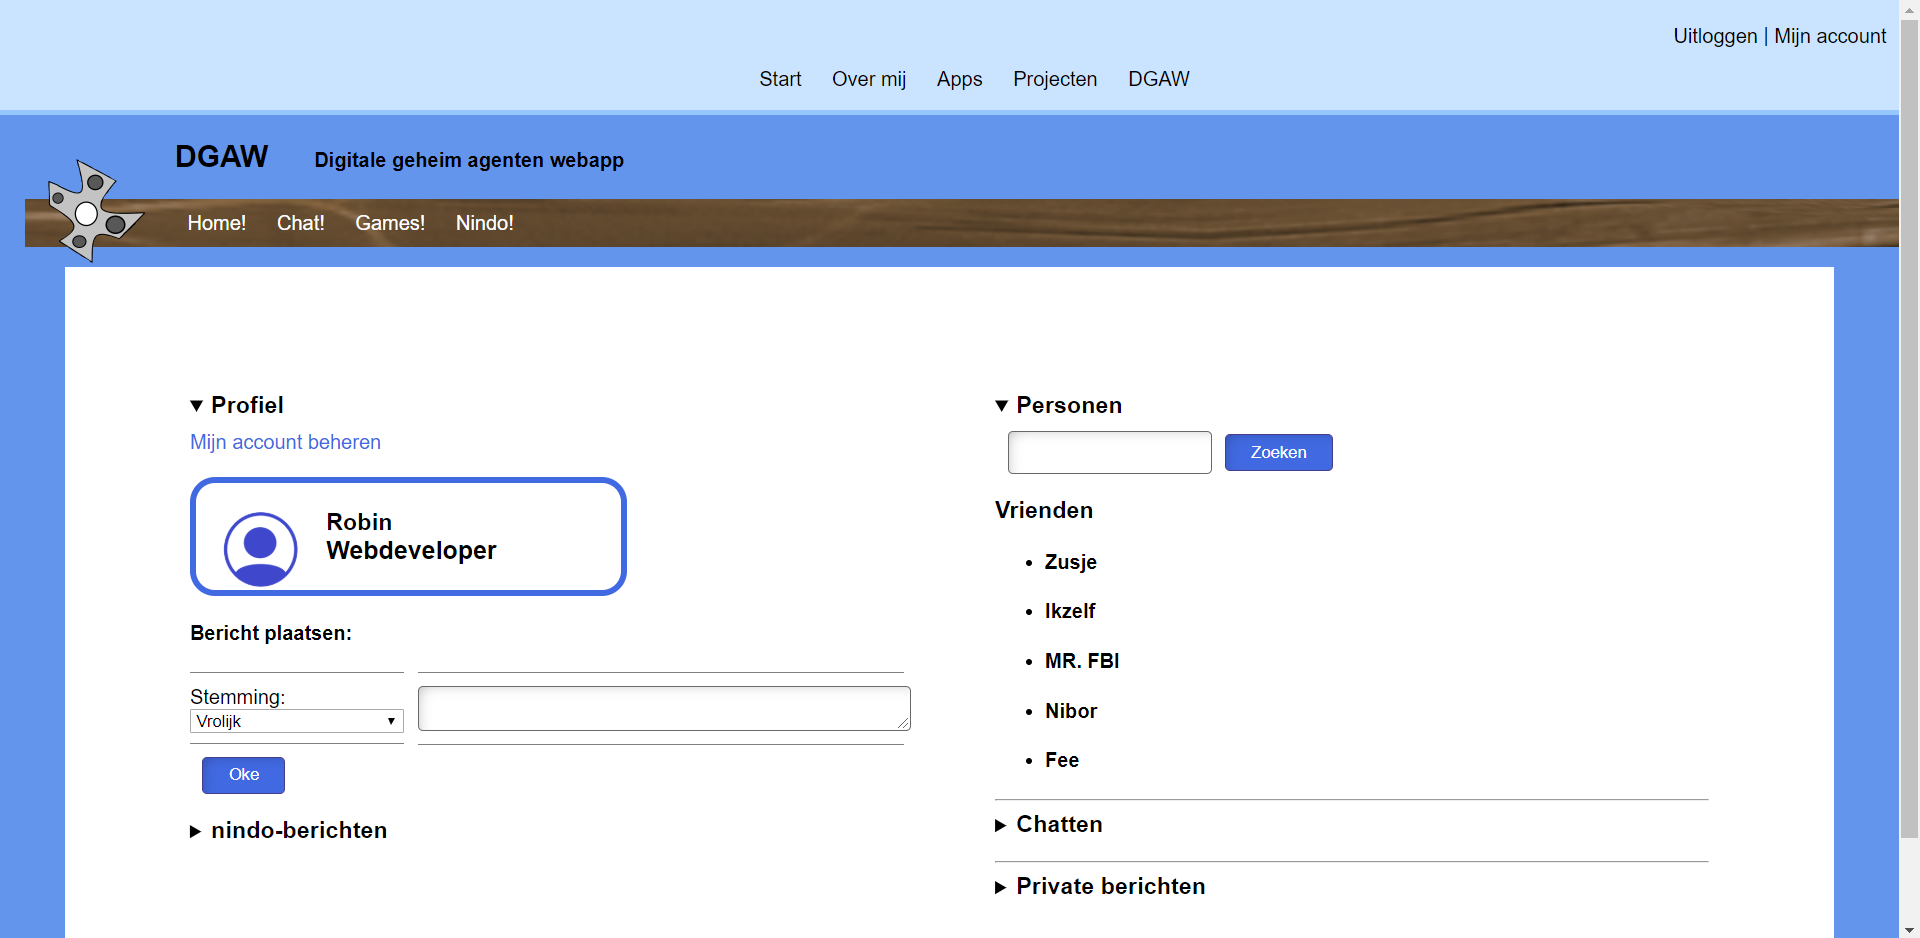 Uitloggen | Mijn account
Start Over mij Apps Projecten DGAW
DGAW Digitale geheim agenten webapp
Home! Chat! Games! Nindo!
Profiel
Mijn account beheren
Robin
Webdeveloper
Bericht plaatsen:
Stemming:
Vrolijk
Oke
nindo-berichten
Personen
Zoeken
Vrienden
Zusje
Ikzelf
MR. FBI
Nibor
Fee
Chatten
Private berichten